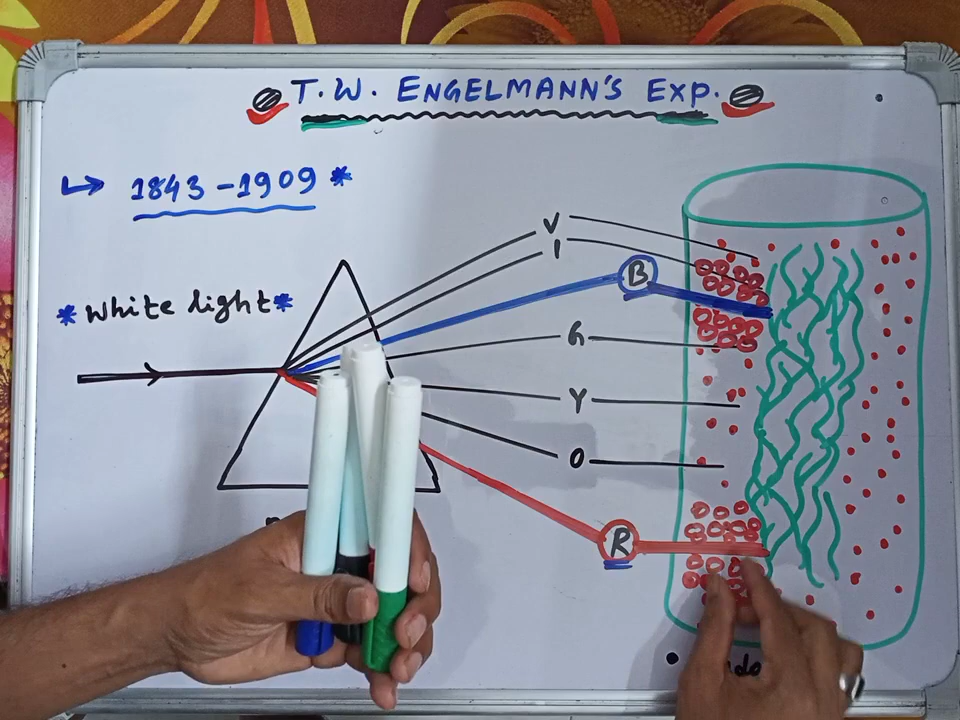 T. W. ENGELMANN'S EXP.
↳ 1843 - 1909 *
* White light *
V
I
B
G
Y
O
R